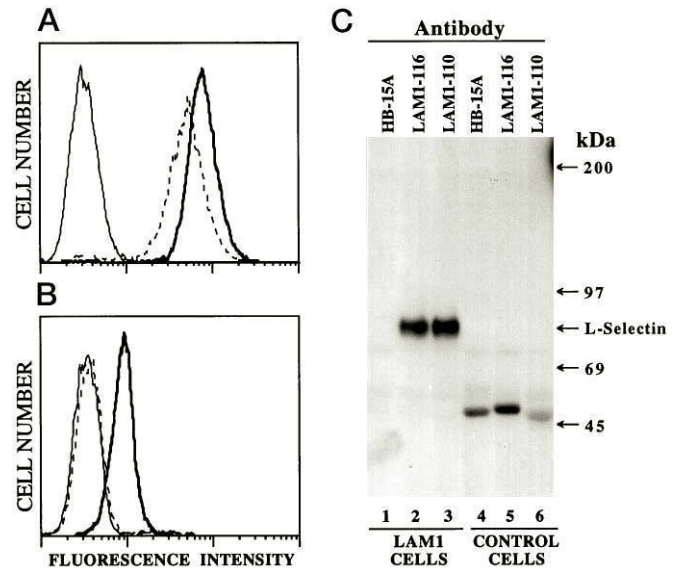 A
CELL NUMBER
B
CELL NUMBER
FLUORESCENCE INTENSITY
C
Antibody
HB-15A
LAM1-116
LAM1-110
HB-15A
LAM1-116
LAM1-110
kDa
← 200
← 97
← L-Selectin
← 69
← 45
1 2 3 4 5 6
LAM1 CONTROL
CELLS CELLS